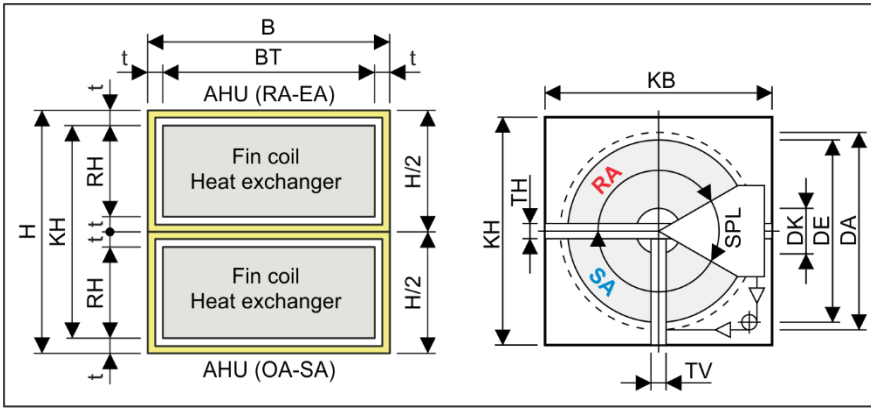 B
t
BT
t
AHU (RA-EA)
t
RH
t
t
RH
t
KH
H
Fin coil
Heat exchanger
H/2
Fin coil
Heat exchanger
H/2
AHU (OA-SA)
KB
KH
TH
RA
SA
SPL
DK
DE
DA
TV